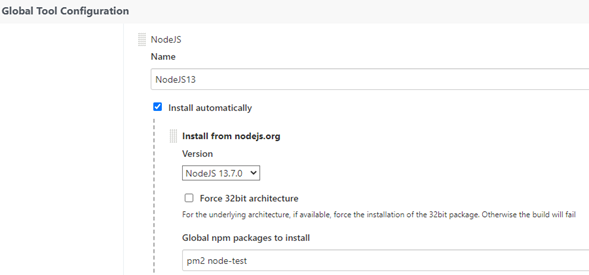 Global Tool Configuration
NodeJS
Name
NodeJS13
Install automatically
Install from nodejs.org
Version
NodeJS 13.7.0
Force 32bit architecture
For the underlying architecture, if available, force the installation of the 32bit package. Otherwise the build will fail
Global npm packages to install
pm2 node-test